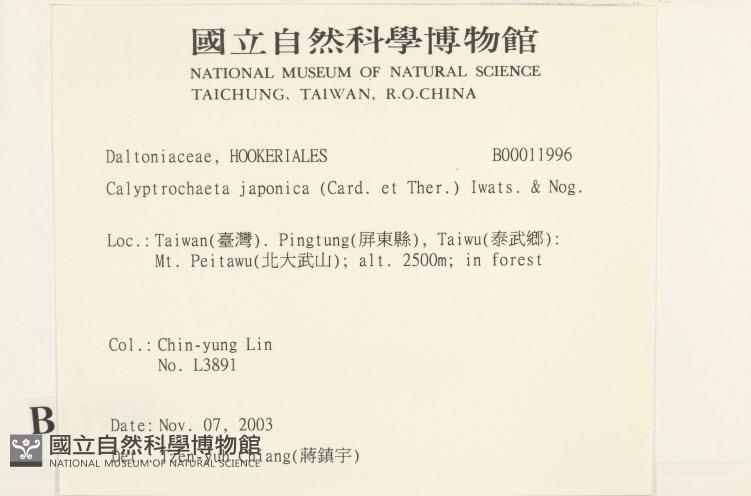 國立自然科學博物館
NATIONAL MUSEUM OF NATURAL SCIENCE
TAICHUNG, TAIWAN, R.O.CHINA
Daltoniaceae, HOOKERIALES B00011996
Calyptrochaeta japonica (Card. et Ther.) Iwats. & Nog.
Loc.: Taiwan(臺灣). Pingtung(屏東縣), Taiwu(泰武鄉):
Mt. Peitawu(北大武山); alt. 2500m; in forest
Col.: Chin-yung Lin
No. L3891
Date: Nov. 07, 2003
Det.: Tzen-yuh Chiang(蔣鎮宇)
B
國立自然科學博物館
NATIONAL MUSEUM OF NATURAL SCIENCE